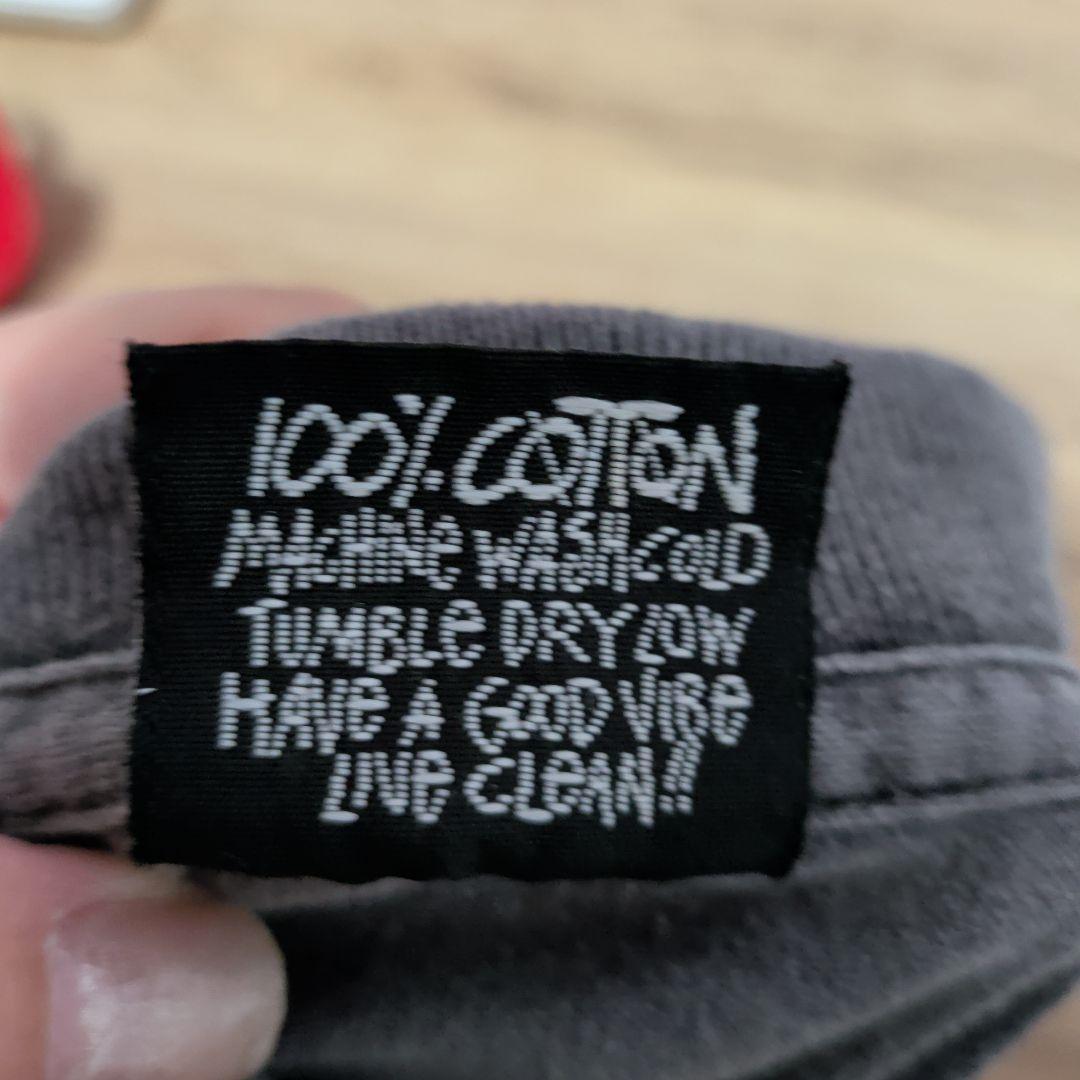 100% COTTON
MACHINE WASH COLD
TUMBLE DRY LOW
HAVE A GOOD VIBE
LIVE CLEAN!!